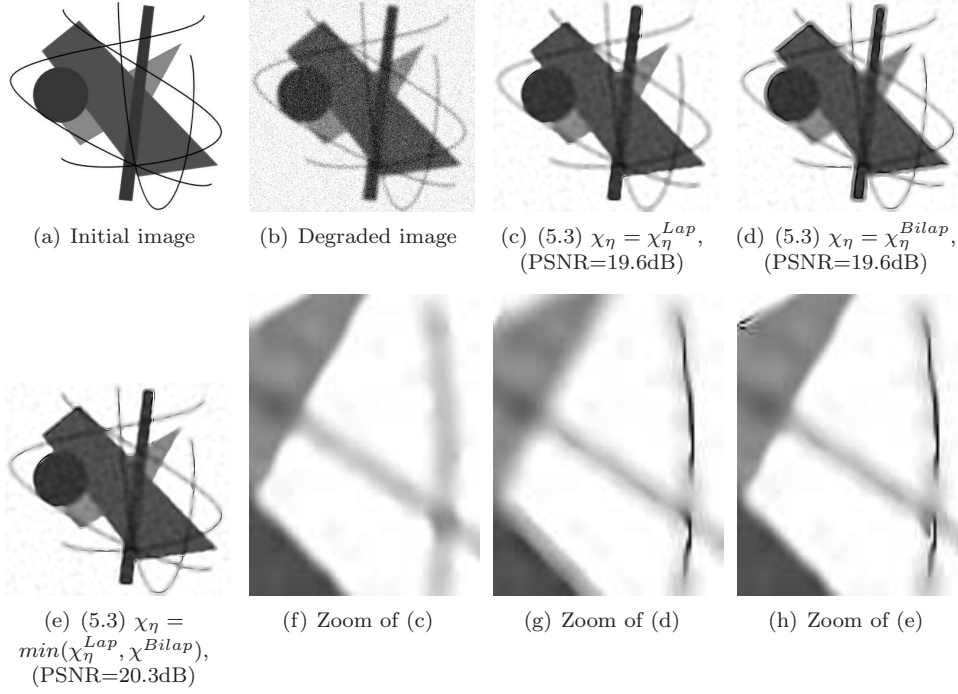 (a) Initial image
(b) Degraded image
(c) (5.3) χ_η = χ_η^{Lap},
(PSNR=19.6dB)
(d) (5.3) χ_η = χ_η^{Bilap},
(PSNR=19.6dB)
(e) (5.3) χ_η =
min(χ_η^{Lap}, χ^{Bilap}),
(PSNR=20.3dB)
(f) Zoom of (c)
(g) Zoom of (d)
(h) Zoom of (e)